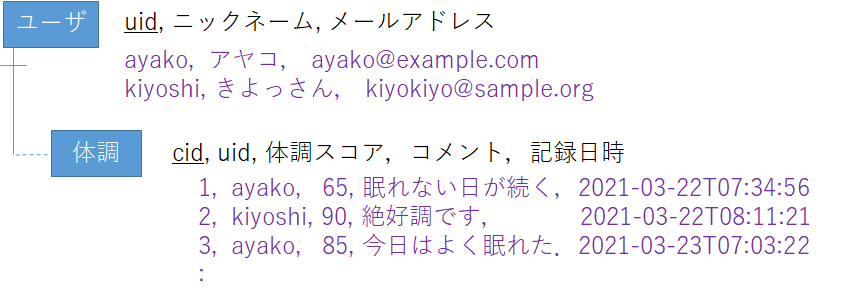 ユーザ uid, ニックネーム, メールアドレス
ayako, アヤコ, ayako@example.com
kiyoshi, きよっさん, kiyokiyo@sample.org
体調 cid, uid, 体調スコア, コメント, 記録日時
1, ayako, 65, 眠れない日が続く, 2021-03-22T07:34:56
2, kiyoshi, 90, 絶好調です, 2021-03-22T08:11:21
3, ayako, 85, 今日はよく眠れた. 2021-03-23T07:03:22
: